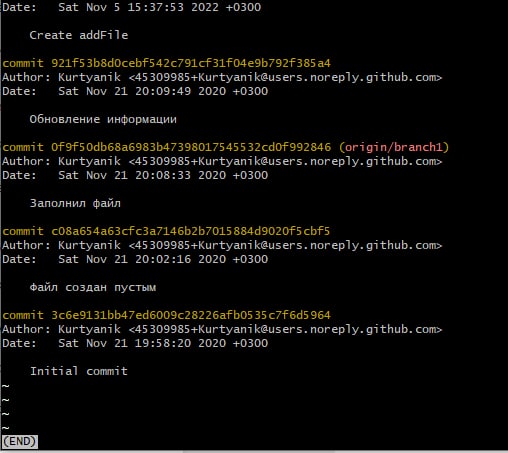 Date:   Sat Nov 5 15:37:53 2022 +0300
Create addFile
commit 921f53b8d0cebf542c791cf31f04e9b792f385a4
Author: Kurtyanik <45309985+Kurtyanik@users.noreply.github.com>
Date:   Sat Nov 21 20:09:49 2020 +0300
Обновление информации
commit 0f9f50db68a6983b47398017545532cd0f992846 (origin/branch1)
Author: Kurtyanik <45309985+Kurtyanik@users.noreply.github.com>
Date:   Sat Nov 21 20:08:33 2020 +0300
Заполнил файл
commit c08a654a63cfc3a7146b2b7015884d9020f5cbf5
Author: Kurtyanik <45309985+Kurtyanik@users.noreply.github.com>
Date:   Sat Nov 21 20:02:16 2020 +0300
Файл создан пустым
commit 3c6e9131bb47ed6009c28226afb0535c7f6d5964
Author: Kurtyanik <45309985+Kurtyanik@users.noreply.github.com>
Date:   Sat Nov 21 19:58:20 2020 +0300
Initial commit
~
~
~
~
(END)